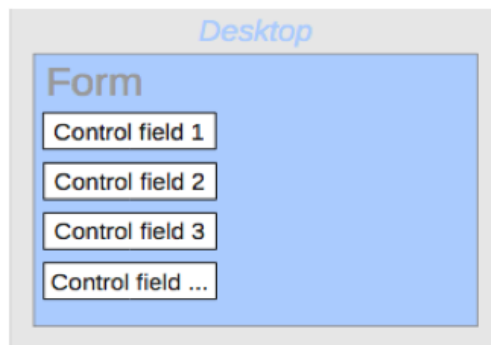 Desktop
Form
Control field 1
Control field 2
Control field 3
Control field ...